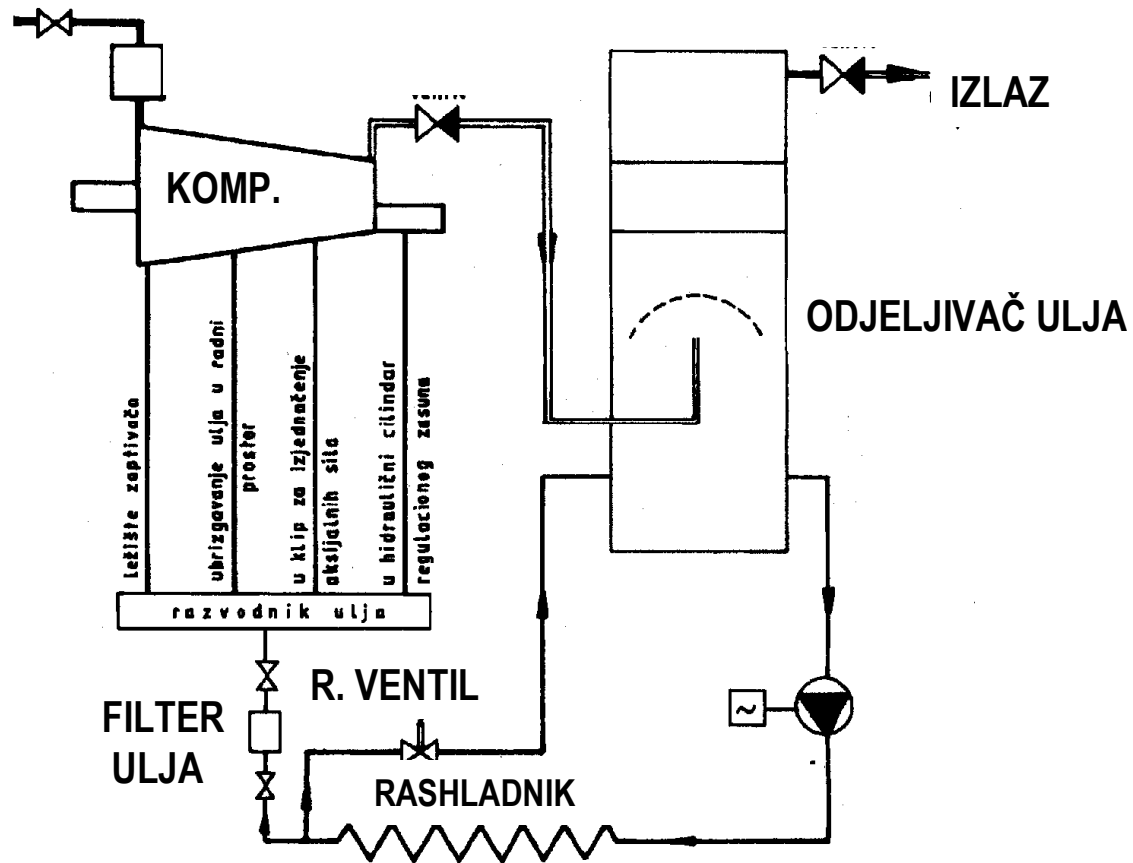 IZLAZ
KOMP.
ODJELJIVAČ ULJA
ležište zaptivača
ubrizgavanje ulja u radni
prostor
u klip za izjednačenje
aksijalnih sila
u hidraulični cilindar
regulacionog zasuna
razvodnik ulja
R. VENTIL
FILTER
ULJA
RASHLADNIK
~